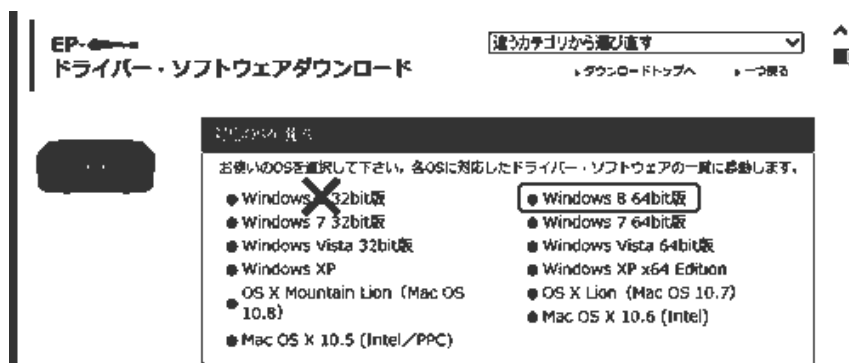 EP-
ドライバー・ソフトウェアダウンロード
違うカテゴリから選び直す
ダウンロードトップへ 一つ戻る
お使いのOSを選択して下さい。各OSに対応したドライバー・ソフトウェアの一覧に移動します。
Windows 32bit版
Windows 8 64bit版
Windows 7 32bit版
Windows 7 64bit版
Windows Vista 32bit版
Windows Vista 64bit版
Windows XP
Windows XP x64 Edition
OS X Mountain Lion (Mac OS
10.8)
OS X Lion (Mac OS 10.7)
Mac OS X 10.6 (Intel)
Mac OS X 10.5 (Intel/PPC)